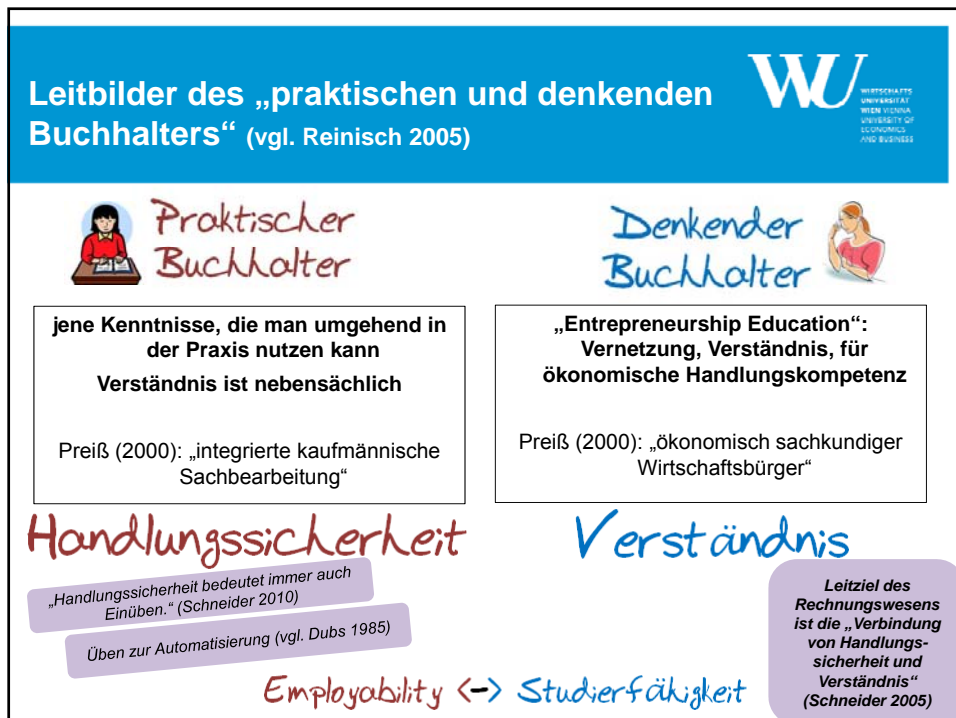 Leitbilder des „praktischen und denkenden
Buchhalters“ (vgl. Reinisch 2005)
WU
WIRTSCHAFTS
UNIVERSITÄT
WIEN VIENNA
UNIVERSITY OF
ECONOMICS
AND BUSINESS
Praktischer
Buchhalter
jene Kenntnisse, die man umgehend in
der Praxis nutzen kann
Verständnis ist nebensächlich
Preiß (2000): „integrierte kaufmännische
Sachbearbeitung“
Handlungssicherheit
„Handlungssicherheit bedeutet immer auch
Einüben.“ (Schneider 2010)
Üben zur Automatisierung (vgl. Dubs 1985)
Denkender
Buchhalter
„Entrepreneurship Education“:
Vernetzung, Verständnis, für
ökonomische Handlungskompetenz
Preiß (2000): „ökonomisch sachkundiger
Wirtschaftsbürger“
Verständnis
Leitziel des
Rechnungswesens
ist die „Verbindung
von Handlungs-
sicherheit und
Verständnis“
(Schneider 2005)
Employability <-> Studierfähigkeit